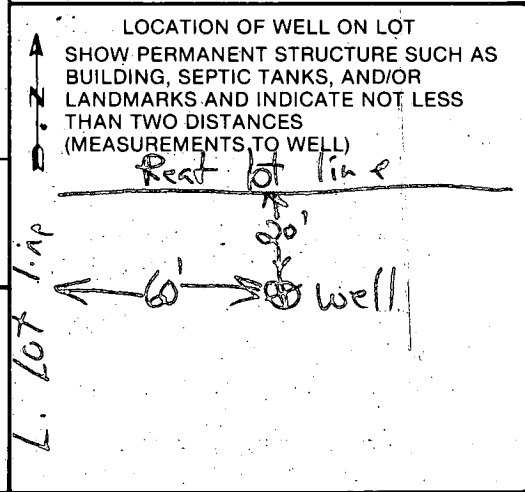 LOCATION OF WELL ON LOT
SHOW PERMANENT STRUCTURE SUCH AS
BUILDING, SEPTIC TANKS, AND/OR
LANDMARKS AND INDICATE NOT LESS
THAN TWO DISTANCES
(MEASUREMENTS TO WELL)
N
Rear lot line
20'
60'
well
L. Lot line